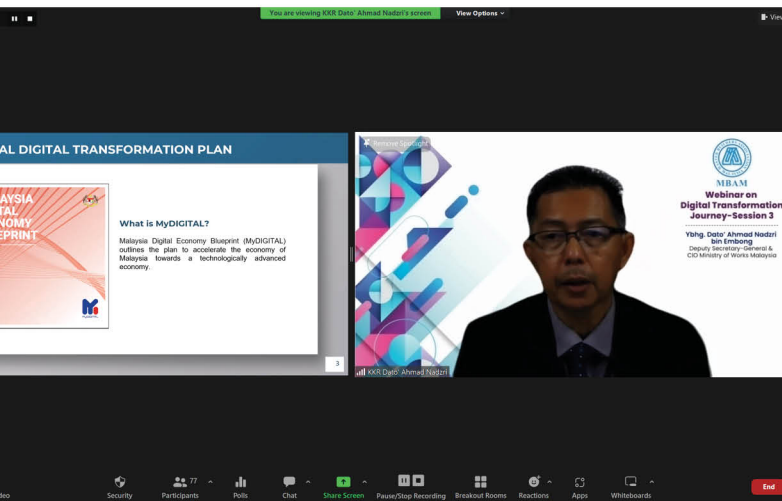 You are viewing KKR Dato' Ahmad Nadzri's screen
View Options
View
AL DIGITAL TRANSFORMATION PLAN
AYSIA
TAL
NOMY
EPRINT
What is MyDIGITAL?
Malaysia Digital Economy Blueprint (MyDIGITAL)
outlines the plan to accelerate the economy of
Malaysia towards a technologically advanced
economy.
3
Remove Spotlight
MBAM
Webinar on
Digital Transformation
Journey-Session 3
Ybhg. Dato' Ahmad Nadzri
bin Embong
Deputy Secretary-General &
CIO Ministry of Works Malaysia
KKR Dato' Ahmad Nadzri
deo
Security
Participants
77
Polls
Chat
Share Screen
Pause/Stop Recording
Breakout Rooms
Reactions
Apps
Whiteboards
End